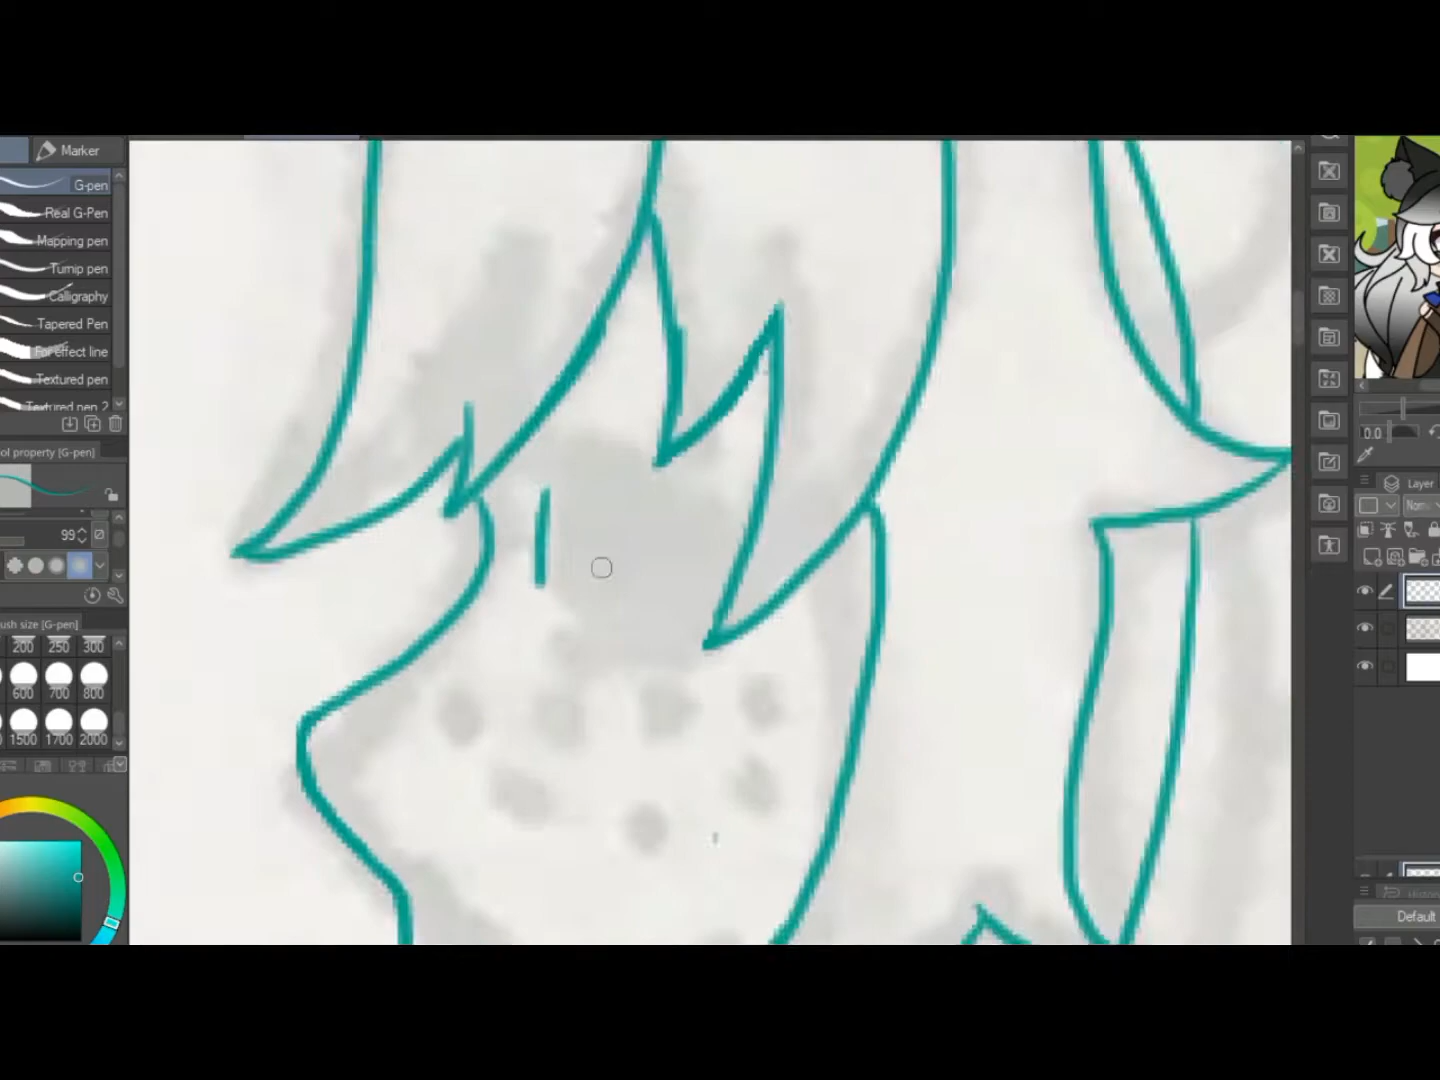 Marker
G-pen
Real G-Pen
Mapping pen
Turnip pen
Calligraphy
Tapered Pen
For effect line
Textured pen
Textured pen 2
ol property [G-pen]
99
ush size [G-pen]
200 250 300
600 700 800
1500 1700 2000
0.0
Layer
Norm
History
Default